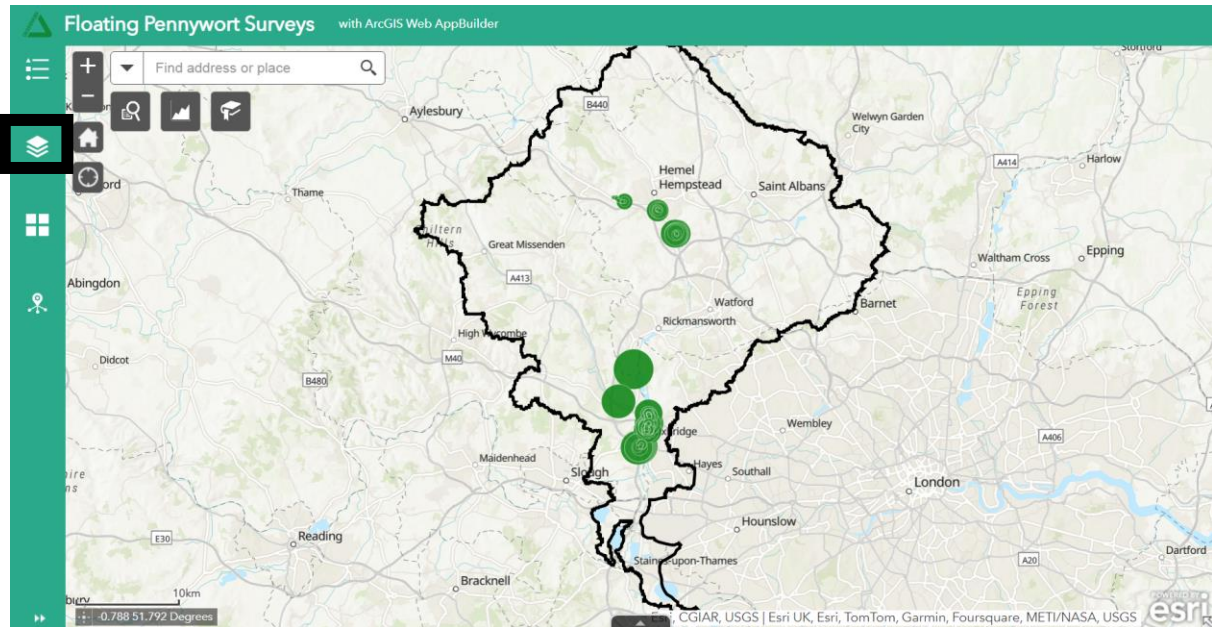 Floating Pennywort Surveys with ArcGIS Web AppBuilder
Find address or place
Stortford
Aylesbury
B440
Welwyn Garden
City
A414
Harlow
Hemel
Hempstead
Saint Albans
Thame
Great Missenden
Epping
Waltham Cross
A413
Abingdon
Epping
Forest
Watford
Barnet
Rickmansworth
High Wycombe
M40
Didcot
B480
Wembley
A406
Maidenhead
Slough
Hayes
Southall
London
Hounslow
E30
Reading
Staines-upon-Thames
A20
Dartford
Bracknell
10km
-0.788 51.792 Degrees
CGIAR, USGS | Esri UK, Esri, TomTom, Garmin, Foursquare, METI/NASA, USGS
POWERED BY
esri